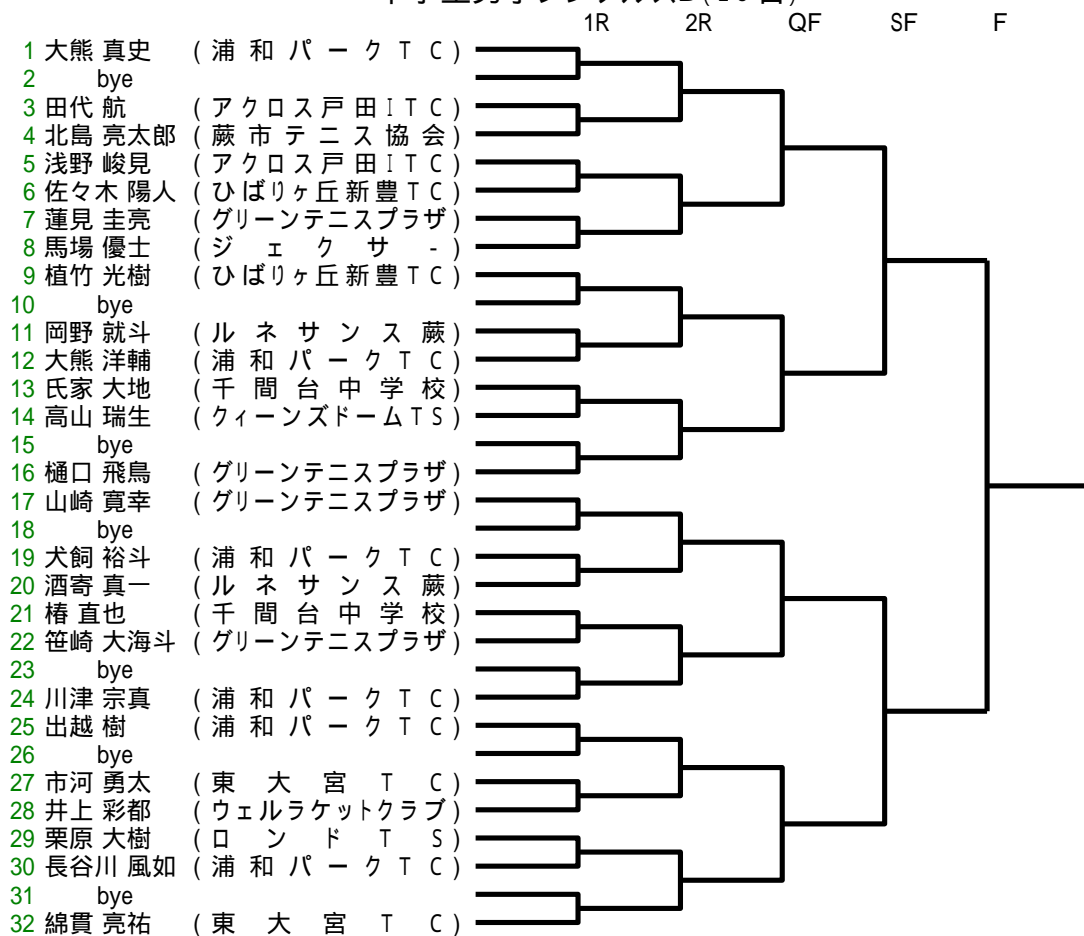 1R 2R QF SF F
1 大熊 真史 (浦和パークTC)
2 bye
3 田代 航 (アクロス戸田ITC)
4 北島 亮太郎 (蕨市テニス協会)
5 浅野 峻見 (アクロス戸田ITC)
6 佐々木 陽人 (ひばりヶ丘新豊TC)
7 蓮見 圭亮 (グリーンテニスプラザ)
8 馬場 優士 (ジェクサ-)
9 植竹 光樹 (ひばりヶ丘新豊TC)
10 bye
11 岡野 就斗 (ルネサンス蕨)
12 大熊 洋輔 (浦和パークTC)
13 氏家 大地 (千間台中学校)
14 高山 瑞生 (クィーンズドームTS)
15 bye
16 樋口 飛鳥 (グリーンテニスプラザ)
17 山崎 寛幸 (グリーンテニスプラザ)
18 bye
19 犬飼 裕斗 (浦和パークTC)
20 酒寄 真一 (ルネサンス蕨)
21 椿 直也 (千間台中学校)
22 笹崎 大海斗 (グリーンテニスプラザ)
23 bye
24 川津 宗真 (浦和パークTC)
25 出越 樹 (浦和パークTC)
26 bye
27 市河 勇太 (東大宮TC)
28 井上 彩都 (ウェルラケットクラブ)
29 栗原 大樹 (ロンドTS)
30 長谷川 風如 (浦和パークTC)
31 bye
32 綿貫 亮祐 (東大宮TC)